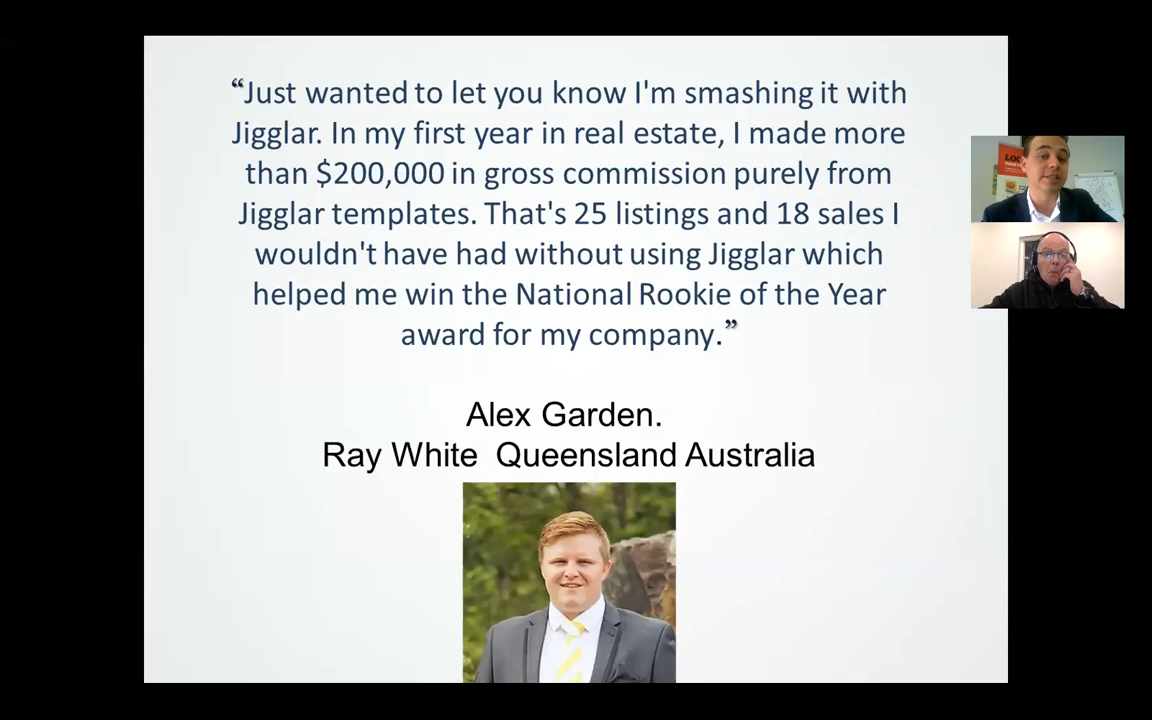 “Just wanted to let you know I'm smashing it with
Jigglar. In my first year in real estate, I made more
than $200,000 in gross commission purely from
Jigglar templates. That's 25 listings and 18 sales I
wouldn't have had without using Jigglar which
helped me win the National Rookie of the Year
award for my company.”
Alex Garden.
Ray White Queensland Australia